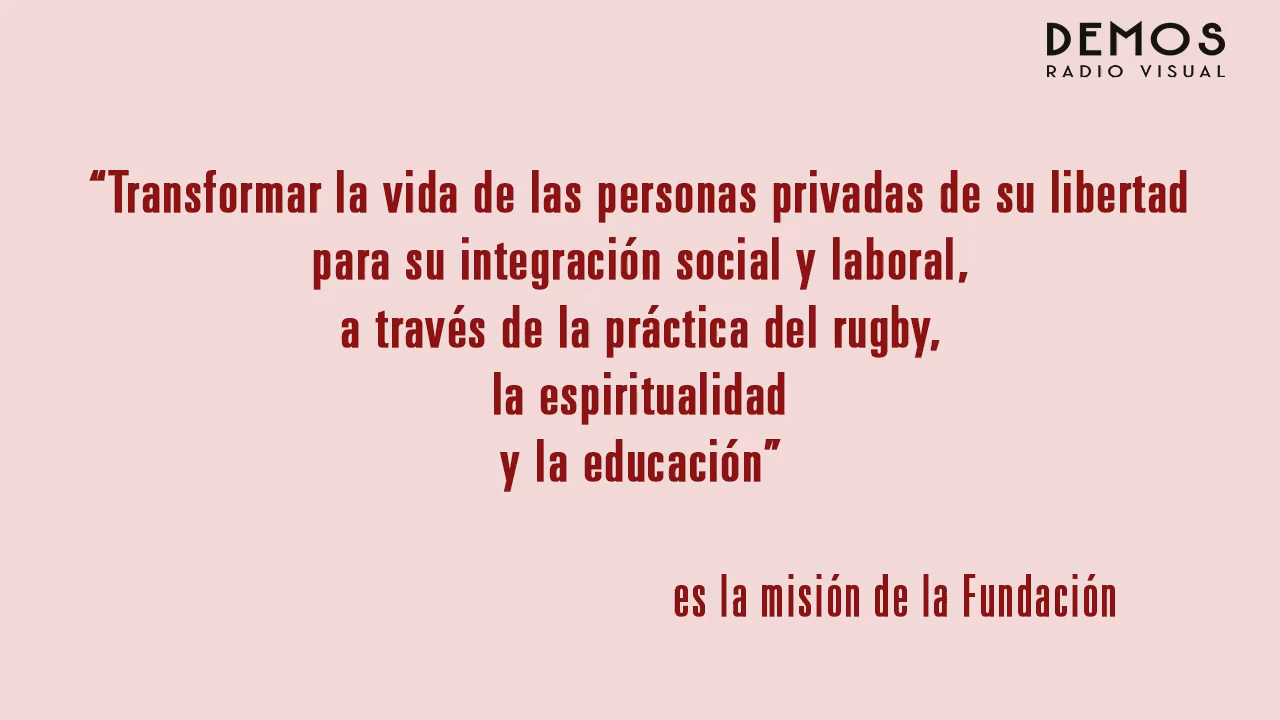 DEMOS
RADIO VISUAL
“Transformar la vida de las personas privadas de su libertad
para su integración social y laboral,
a través de la práctica del rugby,
la espiritualidad
y la educación”
es la misión de la Fundación